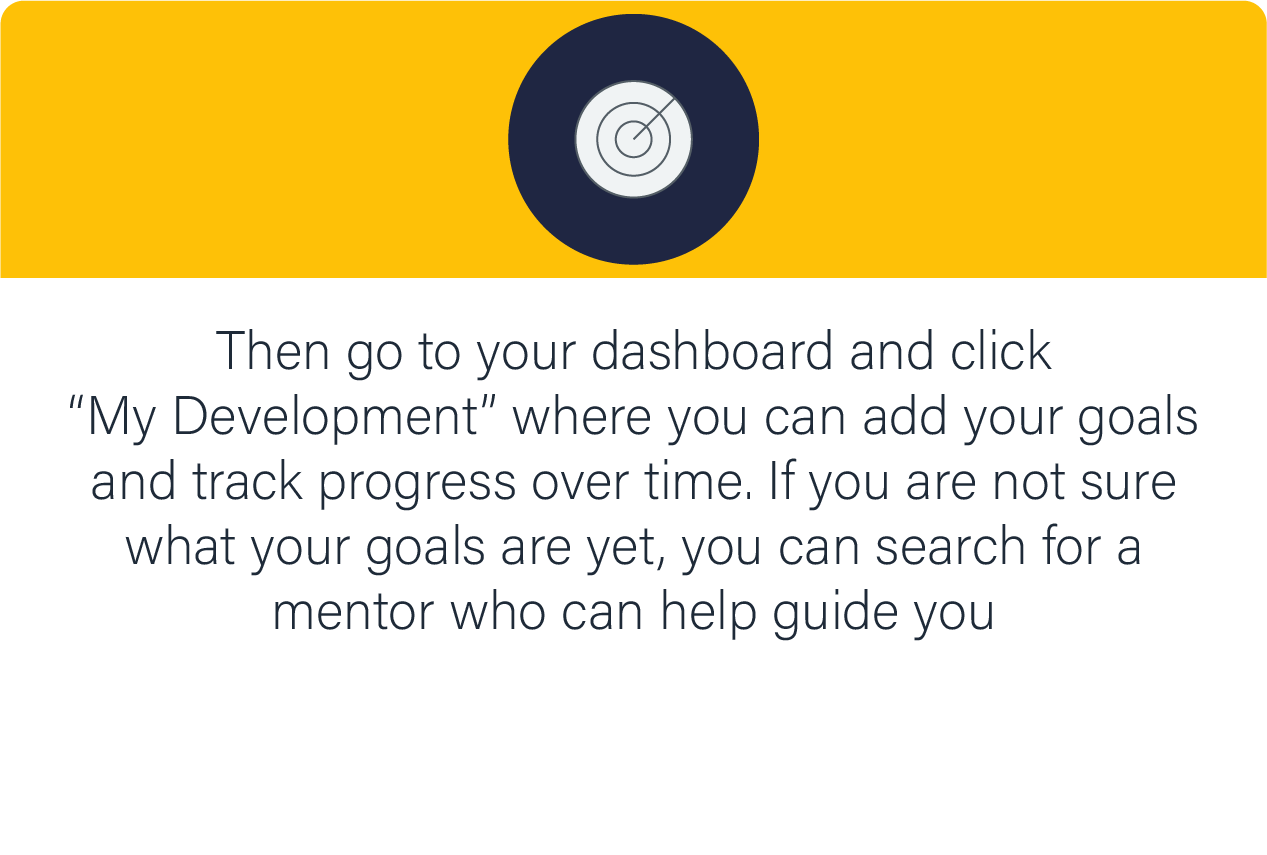 Then go to your dashboard and click
“My Development” where you can add your goals
and track progress over time. If you are not sure
what your goals are yet, you can search for a
mentor who can help guide you